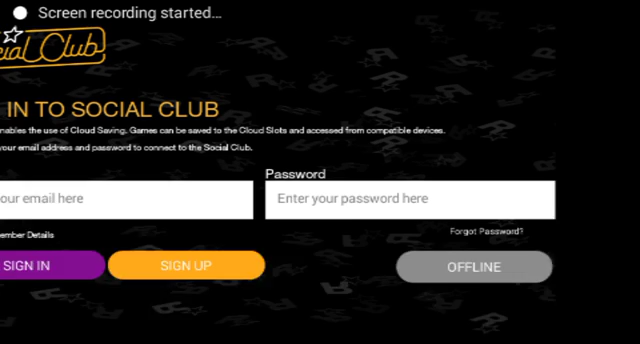 Screen recording started...
cial Club
IN TO SOCIAL CLUB
nables the use of Cloud Saving. Games can be saved to the Cloud Slots and accessed from compatible devices.
your email address and password to connect to the Social Club.
Password
our email here
Enter your password here
ember Details
Forgot Password?
SIGN IN
SIGN UP
OFFLINE